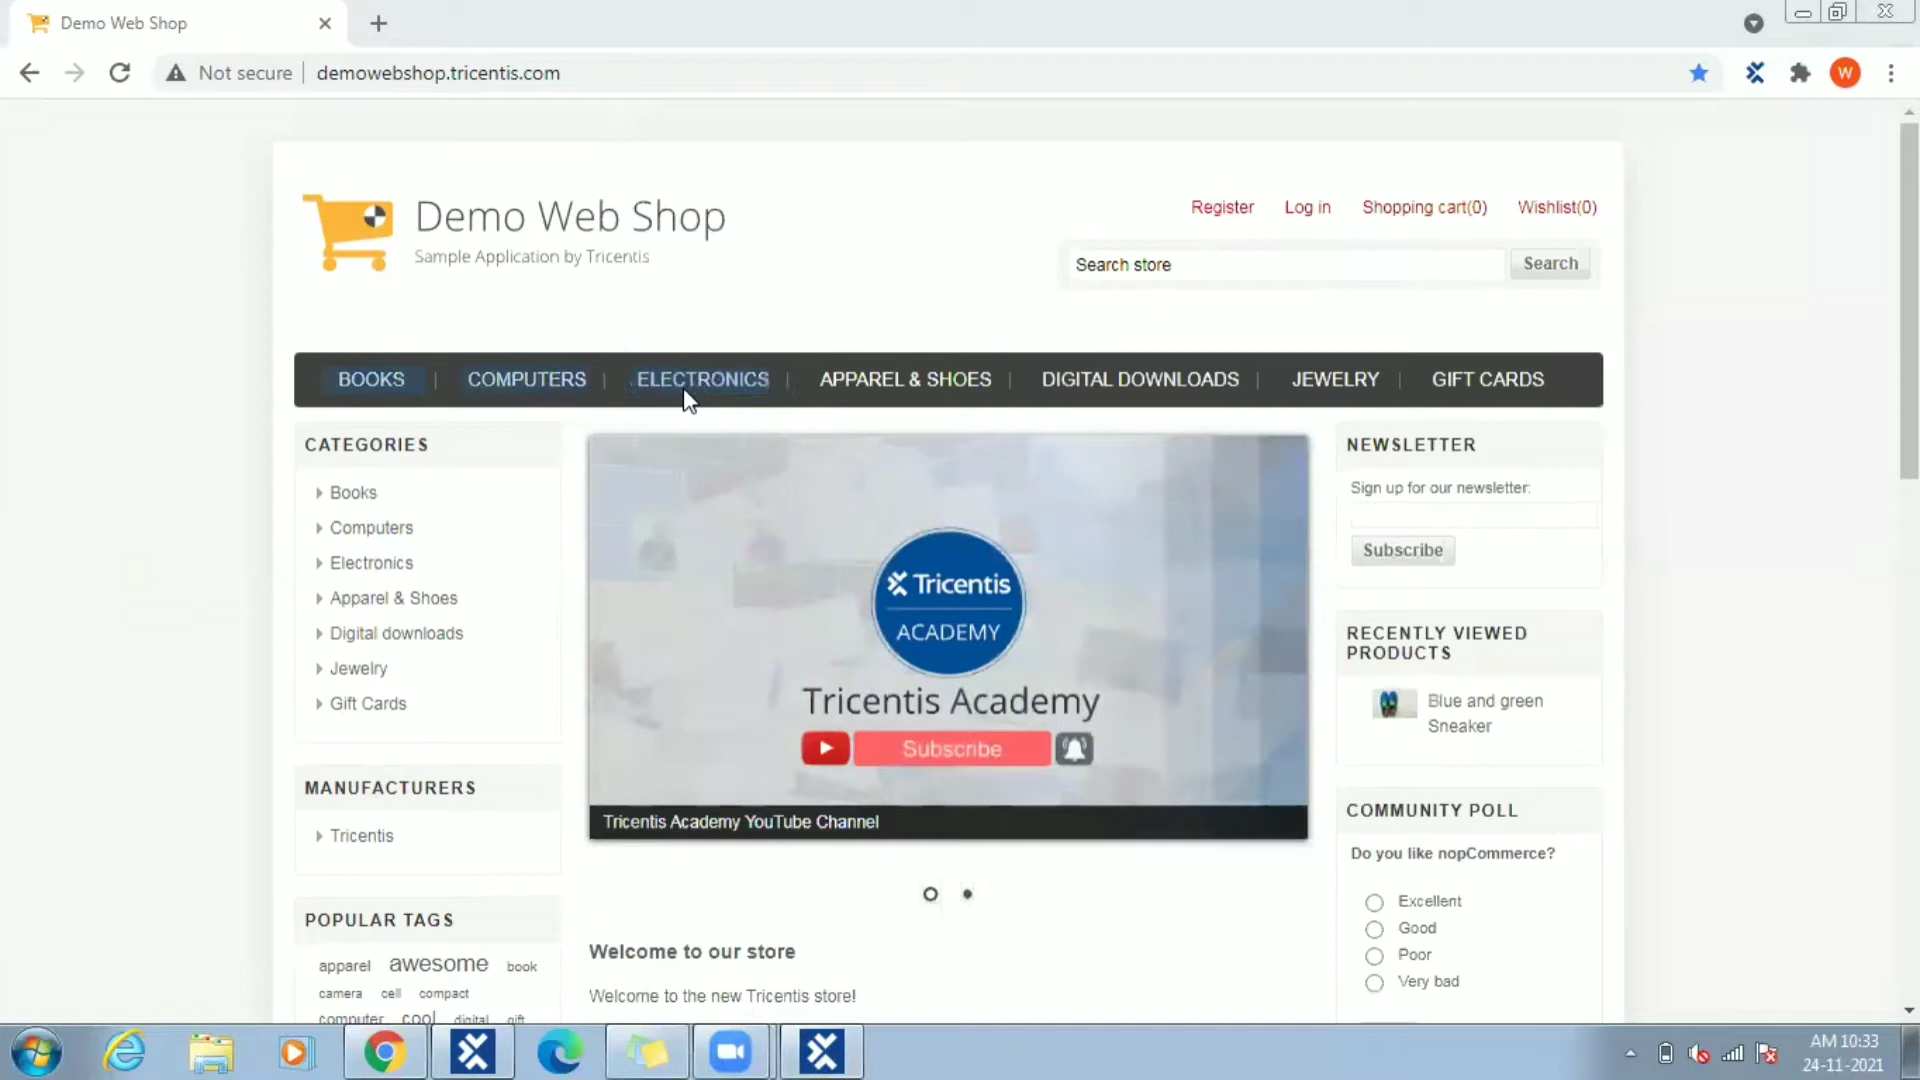 Demo Web Shop
Not secure
demowebshop.tricentis.com
W
Demo Web Shop
Sample Application by Tricentis
Register
Log in
Shopping cart(0)
Wishlist(0)
Search store
Search
BOOKS
COMPUTERS
ELECTRONICS
APPAREL & SHOES
DIGITAL DOWNLOADS
JEWELRY
GIFT CARDS
CATEGORIES
Books
Computers
Electronics
Apparel & Shoes
Digital downloads
Jewelry
Gift Cards
MANUFACTURERS
Tricentis
POPULAR TAGS
apparel awesome book
camera cell compact
computer cool digital gift
Tricentis
ACADEMY
Tricentis Academy
Subscribe
Tricentis Academy YouTube Channel
Welcome to our store
Welcome to the new Tricentis store!
NEWSLETTER
Sign up for our newsletter:
Subscribe
RECENTLY VIEWED
PRODUCTS
Blue and green
Sneaker
COMMUNITY POLL
Do you like nopCommerce?
Excellent
Good
Poor
Very bad
AM 10:33
24-11-2021